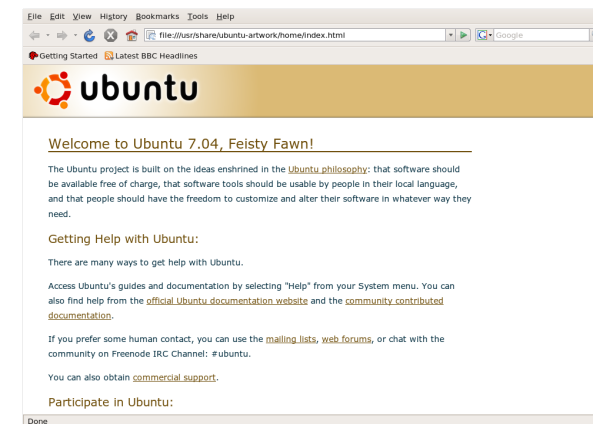 File Edit View History Bookmarks Tools Help
file:///usr/share/ubuntu-artwork/home/index.html Google
Getting Started Latest BBC Headlines
ubuntu
Welcome to Ubuntu 7.04, Feisty Fawn!
The Ubuntu project is built on the ideas enshrined in the Ubuntu philosophy: that software should
be available free of charge, that software tools should be usable by people in their local language,
and that people should have the freedom to customize and alter their software in whatever way they
need.
Getting Help with Ubuntu:
There are many ways to get help with Ubuntu.
Access Ubuntu's guides and documentation by selecting "Help" from your System menu. You can
also find help from the official Ubuntu documentation website and the community contributed
documentation.
If you prefer some human contact, you can use the mailing lists, web forums, or chat with the
community on Freenode IRC Channel: #ubuntu.
You can also obtain commercial support.
Participate in Ubuntu:
Done